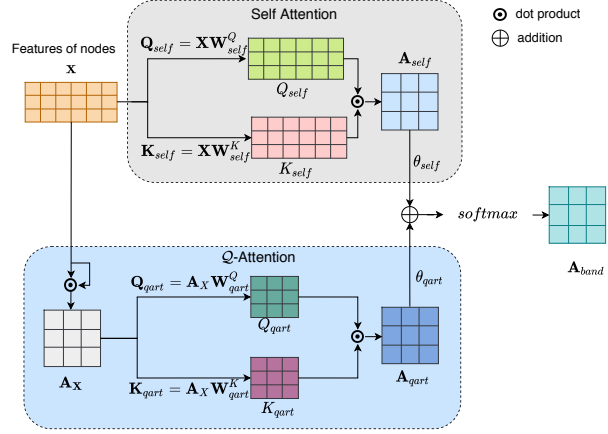 Self Attention
dot product
addition
Features of nodes
X
Q_self = XW^Q_self
Q_self
A_self
K_self = XW^K_self
K_self
θ_self
softmax
A_band
Q-Attention
θ_qart
Q_qart = A_X W^Q_qart
Q_qart
A_X
K_qart = A_X W^K_qart
K_qart
A_qart